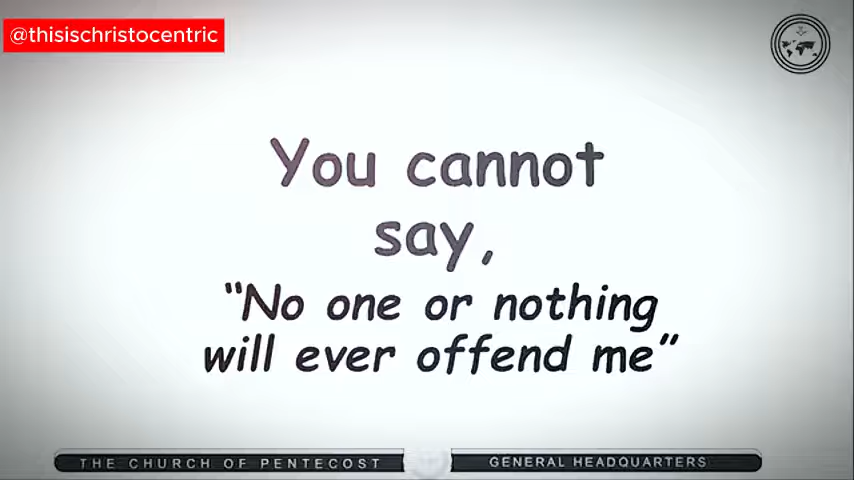 @thisischristocentric
You cannot
say,
“No one or nothing
will ever offend me”
THE CHURCH OF PENTECOST
GENERAL HEADQUARTERS